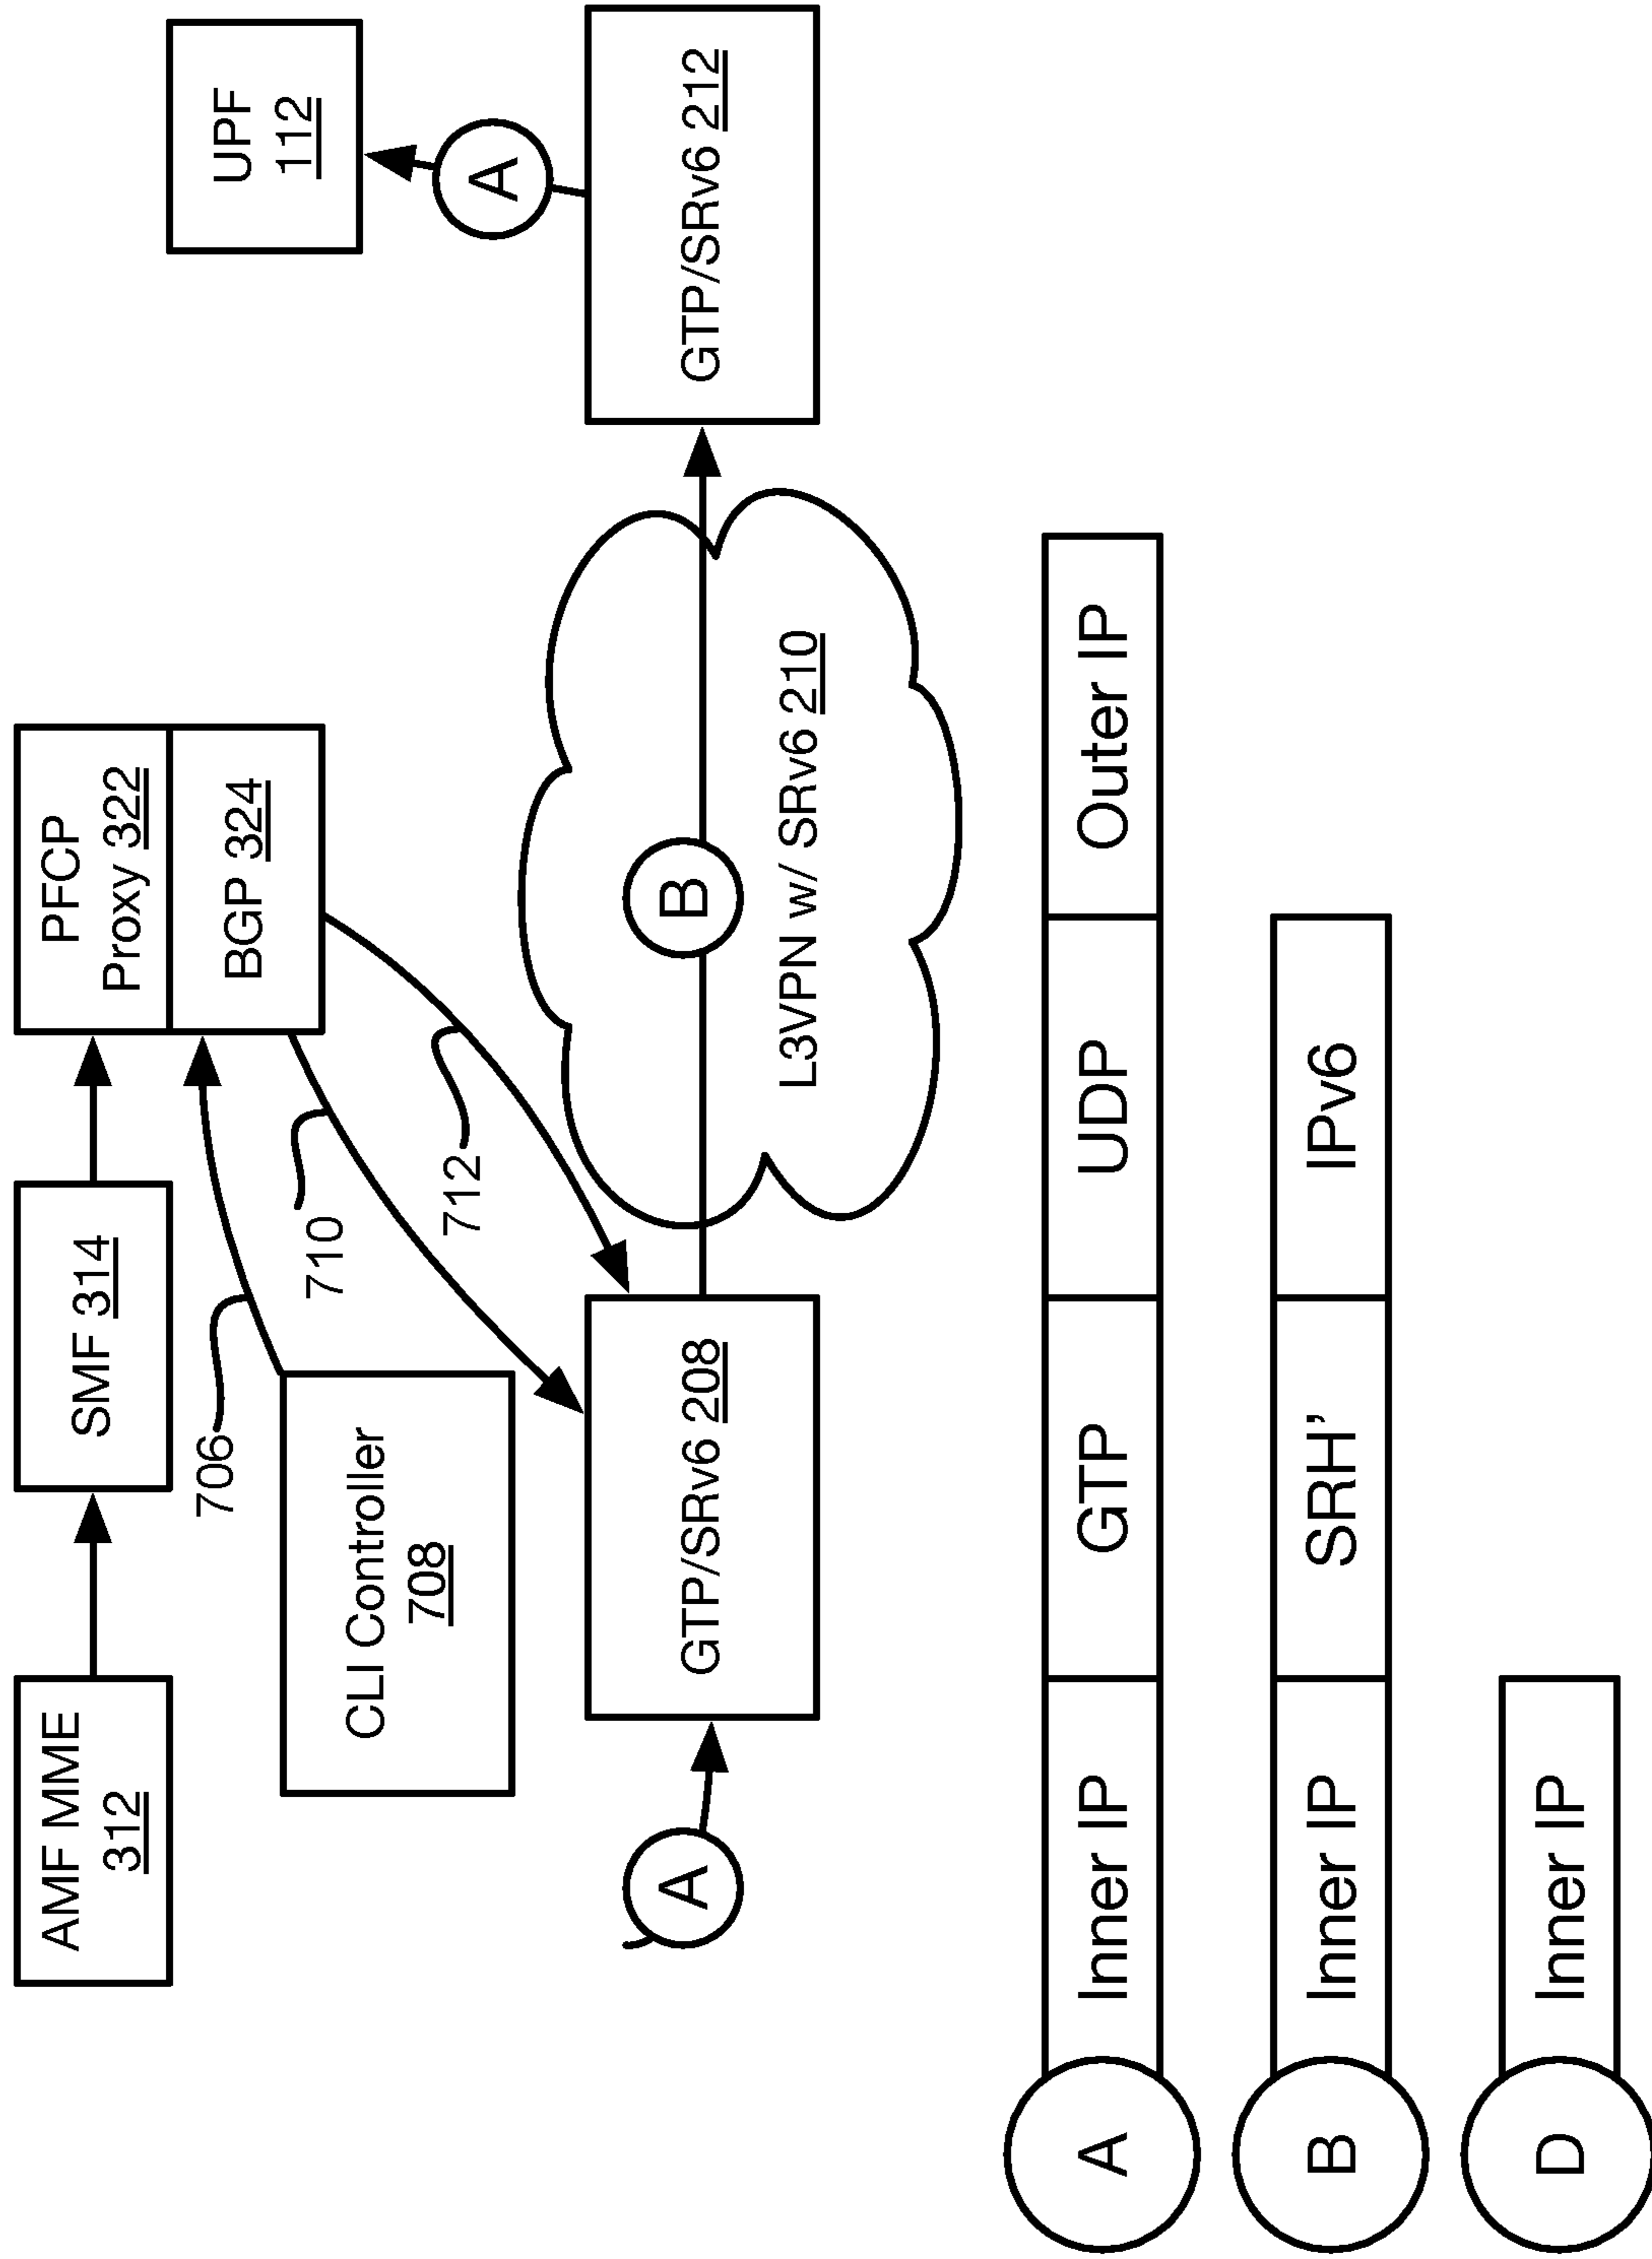 AMF MME
312
SMF 314
PFCP
Proxy 322
BGP 324
UPF
112
706
710
712
CLI Controller
708
A
GTP/SRv6 208
B
L3VPN w/ SRv6 210
GTP/SRv6 212
A
A
Inner IP
GTP
UDP
Outer IP
B
Inner IP
SRH'
IPv6
D
Inner IP